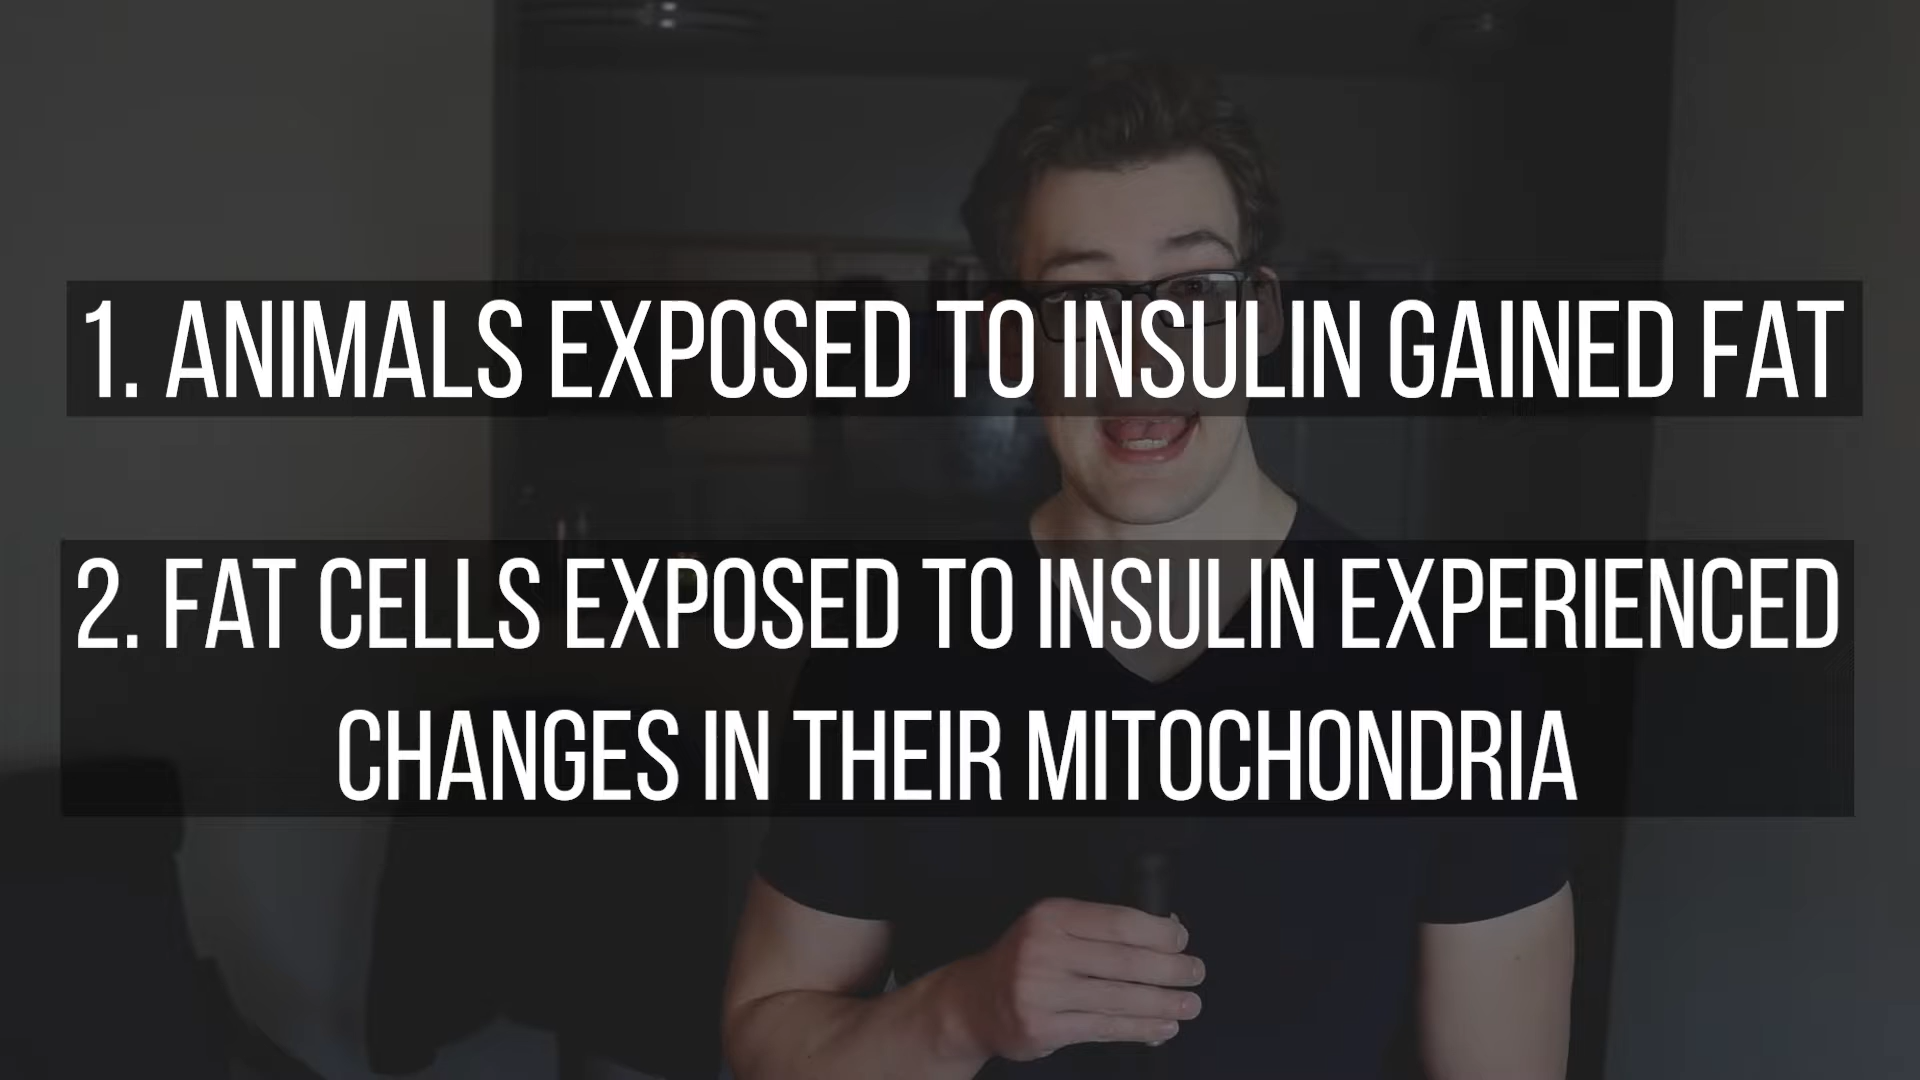 1. ANIMALS EXPOSED TO INSULIN GAINED FAT
2. FAT CELLS EXPOSED TO INSULIN EXPERIENCED
CHANGES IN THEIR MITOCHONDRIA